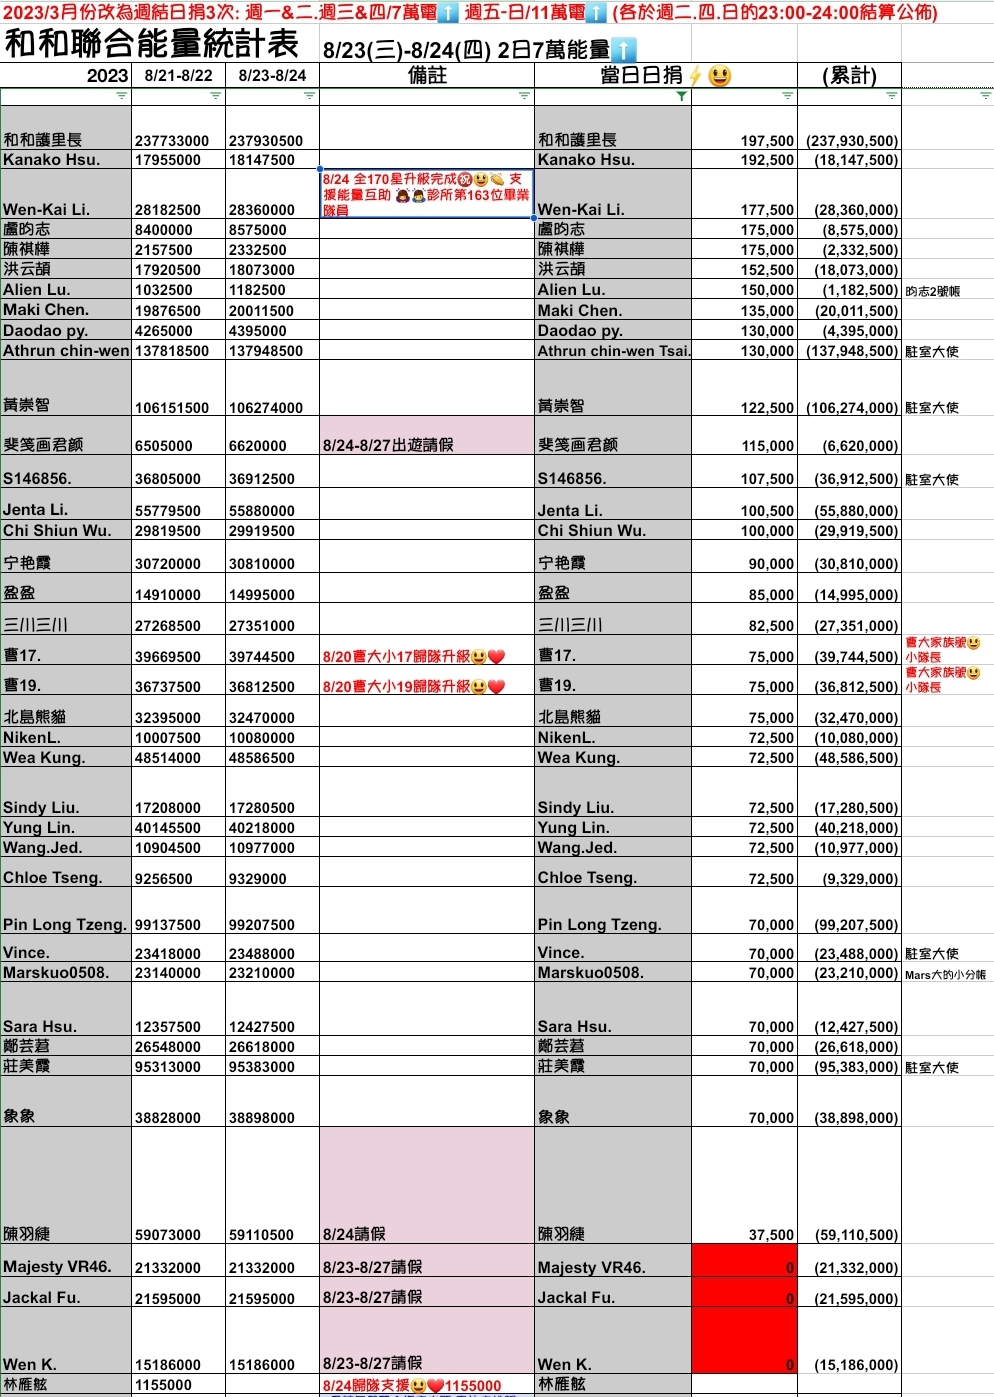 2023/3月份改為週結日捐3次: 週一&二.週三&四/7萬電⬆️ 週五-日/11萬電⬆️ (各於週二.四.日的23:00-24:00結算公佈)
和和聯合能量統計表 8/23(三)-8/24(四) 2日7萬能量⬆️
2023 8/21-8/22 8/23-8/24 備註 當日日捐⚡😃 (累計)
和和護里長 237733000 237930500 和和護里長 197,500 (237,930,500)
Kanako Hsu. 17955000 18147500 Kanako Hsu. 192,500 (18,147,500)
8/24 全170星升級完成㊗️😃👏 支
援能量互助 🙇‍♀️🙇‍♂️診所第163位畢業
隊員
Wen-Kai Li. 28182500 28360000 Wen-Kai Li. 177,500 (28,360,000)
盧昀志 8400000 8575000 盧昀志 175,000 (8,575,000)
陳祺樺 2157500 2332500 陳祺樺 175,000 (2,332,500)
洪云頡 17920500 18073000 洪云頡 152,500 (18,073,000)
Alien Lu. 1032500 1182500 Alien Lu. 150,000 (1,182,500) 昀志2號帳
Maki Chen. 19876500 20011500 Maki Chen. 135,000 (20,011,500)
Daodao py. 4265000 4395000 Daodao py. 130,000 (4,395,000)
Athrun chin-wen 137818500 137948500 Athrun chin-wen Tsai. 130,000 (137,948,500) 駐室大使
黃崇智 106151500 106274000 黃崇智 122,500 (106,274,000) 駐室大使
斐笺画君颜 6505000 6620000 8/24-8/27出遊請假 斐笺画君颜 115,000 (6,620,000)
S146856. 36805000 36912500 S146856. 107,500 (36,912,500) 駐室大使
Jenta Li. 55779500 55880000 Jenta Li. 100,500 (55,880,000)
Chi Shiun Wu. 29819500 29919500 Chi Shiun Wu. 100,000 (29,919,500)
宁艳霞 30720000 30810000 宁艳霞 90,000 (30,810,000)
盈盈 14910000 14995000 盈盈 85,000 (14,995,000)
三川三川 27268500 27351000 三川三川 82,500 (27,351,000)
曹17. 39669500 39744500 8/20曹大小17歸隊升級😃❤️ 曹17. 75,000 (39,744,500) 曹大家族號😃
小隊長
曹19. 36737500 36812500 8/20曹大小19歸隊升級😃❤️ 曹19. 75,000 (36,812,500) 曹大家族號😃
小隊長
北島熊貓 32395000 32470000 北島熊貓 75,000 (32,470,000)
NikenL. 10007500 10080000 NikenL. 72,500 (10,080,000)
Wea Kung. 48514000 48586500 Wea Kung. 72,500 (48,586,500)
Sindy Liu. 17208000 17280500 Sindy Liu. 72,500 (17,280,500)
Yung Lin. 40145500 40218000 Yung Lin. 72,500 (40,218,000)
Wang.Jed. 10904500 10977000 Wang.Jed. 72,500 (10,977,000)
Chloe Tseng. 9256500 9329000 Chloe Tseng. 72,500 (9,329,000)
Pin Long Tzeng. 99137500 99207500 Pin Long Tzeng. 70,000 (99,207,500)
Vince. 23418000 23488000 Vince. 70,000 (23,488,000) 駐室大使
Marskuo0508. 23140000 23210000 Marskuo0508. 70,000 (23,210,000) Mars大的小分帳
Sara Hsu. 12357500 12427500 Sara Hsu. 70,000 (12,427,500)
鄭芸莙 26548000 26618000 鄭芸莙 70,000 (26,618,000)
莊美霞 95313000 95383000 莊美霞 70,000 (95,383,000) 駐室大使
象象 38828000 38898000 象象 70,000 (38,898,000)
陳羽緁 59073000 59110500 8/24請假 陳羽緁 37,500 (59,110,500)
Majesty VR46. 21332000 21332000 8/23-8/27請假 Majesty VR46. 0 (21,332,000)
Jackal Fu. 21595000 21595000 8/23-8/27請假 Jackal Fu. 0 (21,595,000)
Wen K. 15186000 15186000 8/23-8/27請假 Wen K. 0 (15,186,000)
林雁舷 1155000 8/24歸隊支援😃❤️1155000 林雁舷